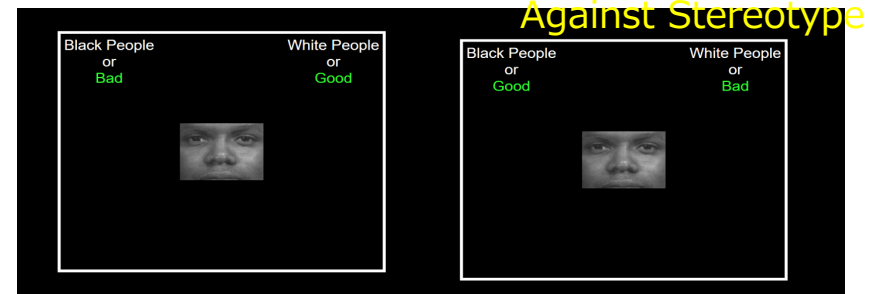 Against Stereotype
Black People
or
Bad
White People
or
Good
Black People
or
Good
White People
or
Bad